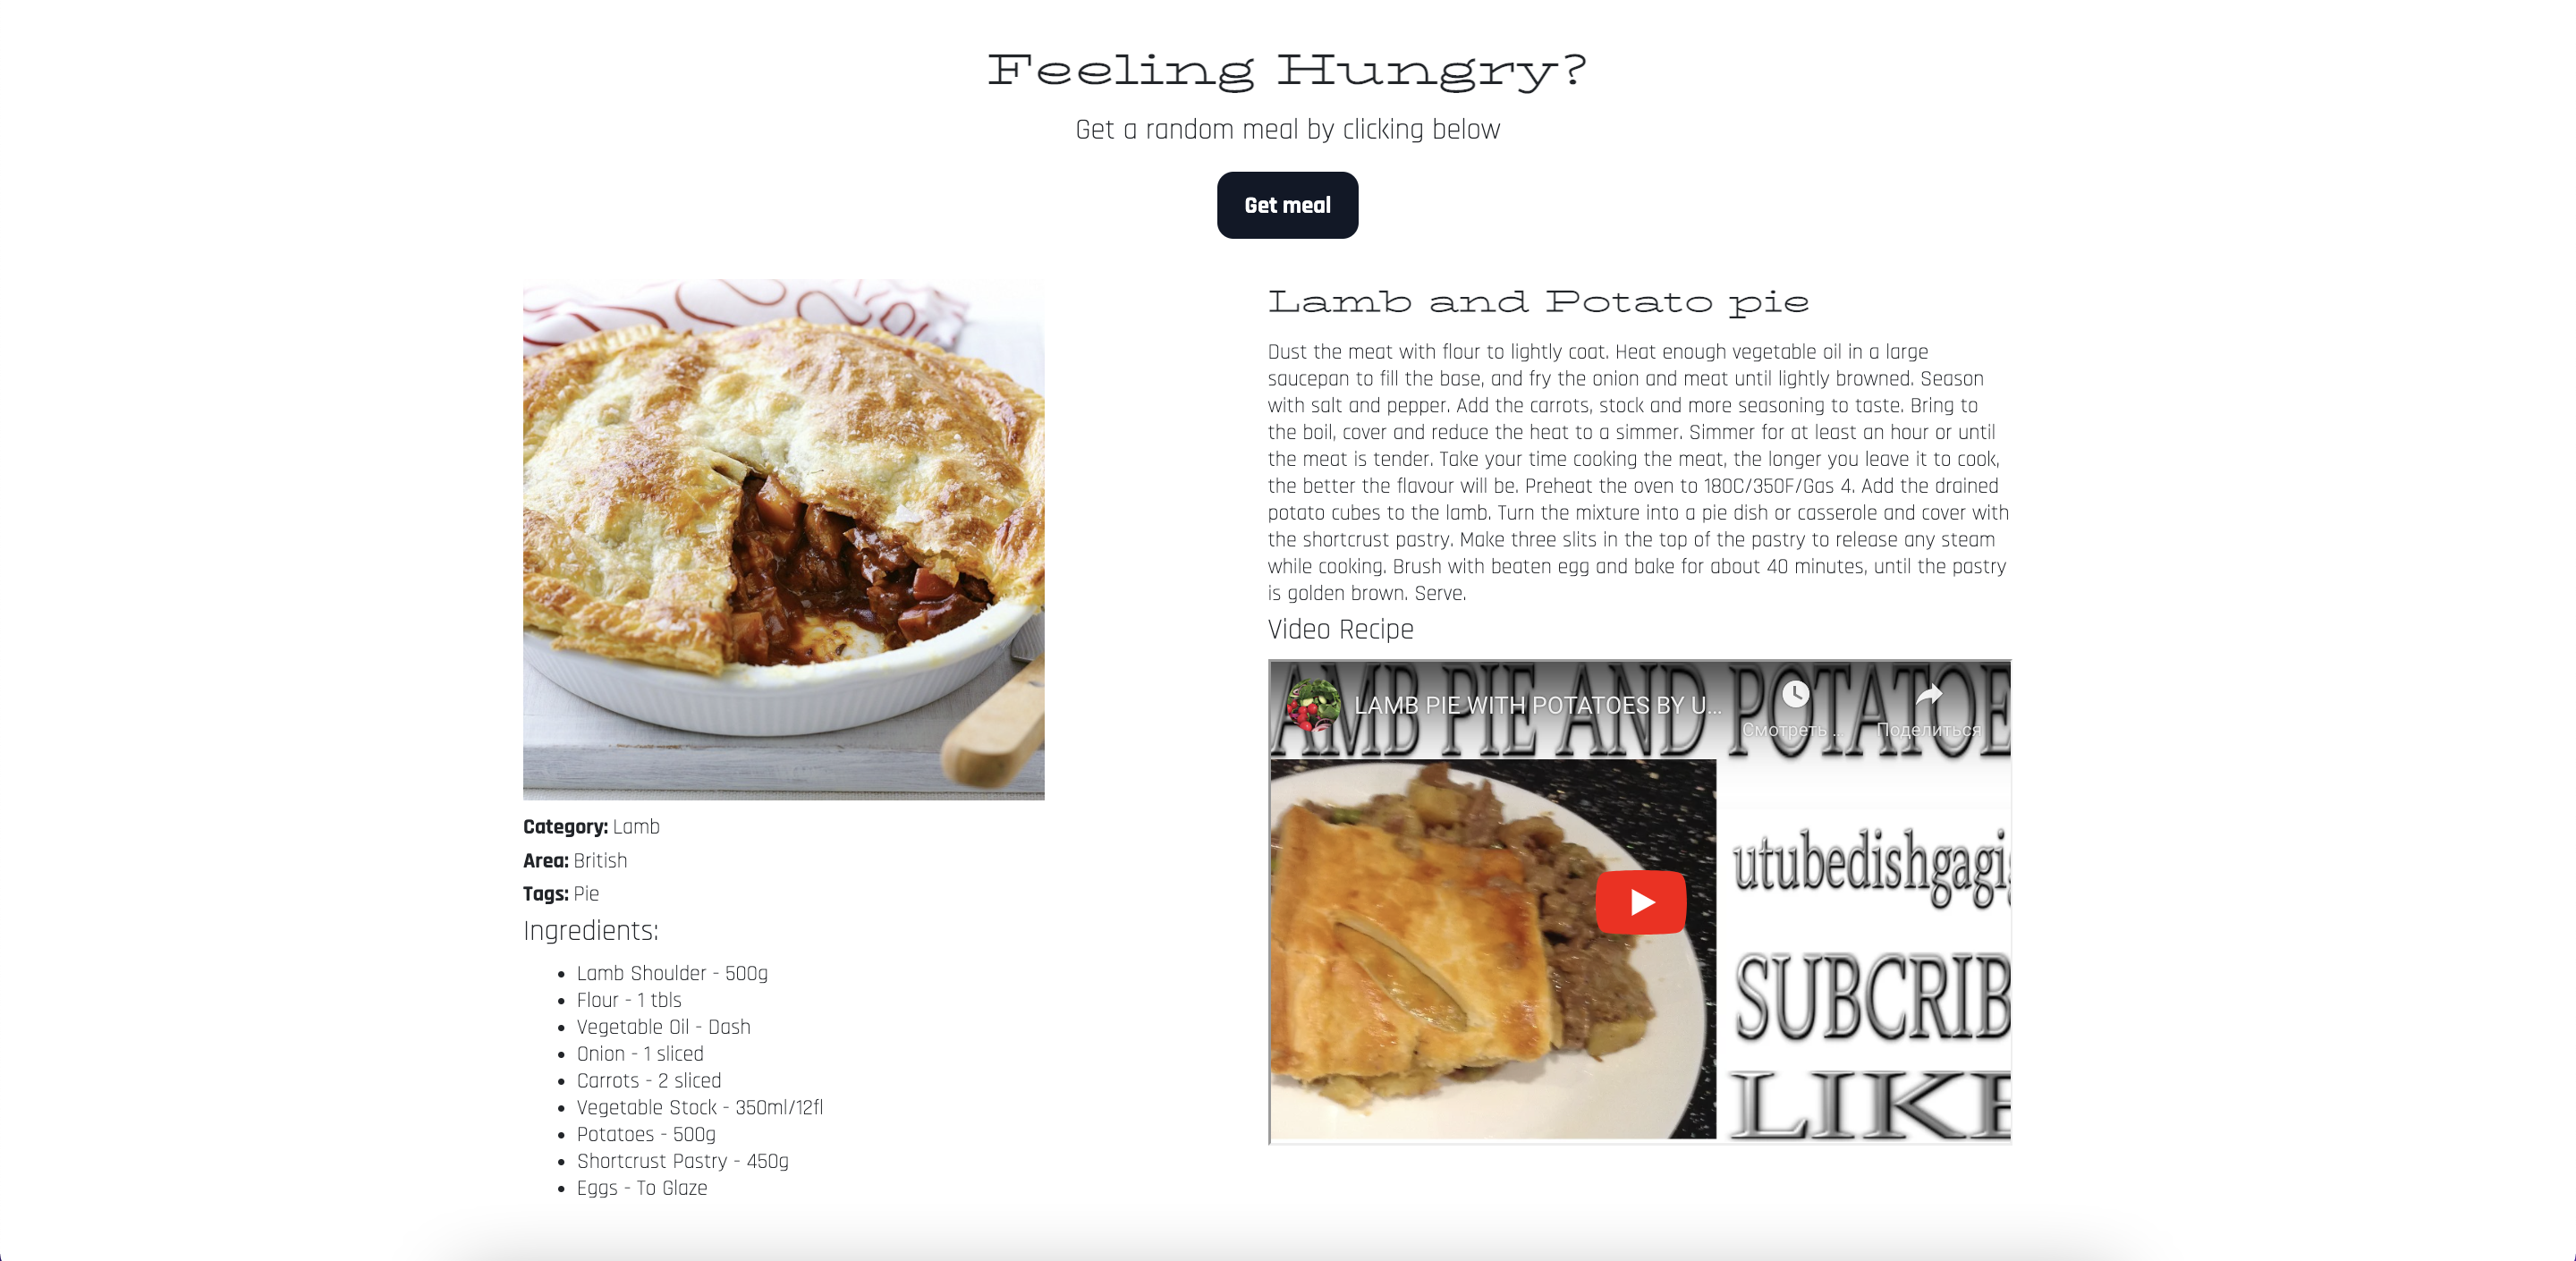 Feeling Hungry?
Get a random meal by clicking below
Get meal
Category: Lamb
Area: British
Tags: Pie
Ingredients:
Lamb Shoulder - 500g
Flour - 1 tbls
Vegetable Oil - Dash
Onion - 1 sliced
Carrots - 2 sliced
Vegetable Stock - 350ml/12fl
Potatoes - 500g
Shortcrust Pastry - 450g
Eggs - To Glaze
Lamb and Potato pie
Dust the meat with flour to lightly coat. Heat enough vegetable oil in a large
saucepan to fill the base, and fry the onion and meat until lightly browned. Season
with salt and pepper. Add the carrots, stock and more seasoning to taste. Bring to
the boil, cover and reduce the heat to a simmer. Simmer for at least an hour or until
the meat is tender. Take your time cooking the meat, the longer you leave it to cook,
the better the flavour will be. Preheat the oven to 180C/350F/Gas 4. Add the drained
potato cubes to the lamb. Turn the mixture into a pie dish or casserole and cover with
the shortcrust pastry. Make three slits in the top of the pastry to release any steam
while cooking. Brush with beaten egg and bake for about 40 minutes, until the pastry
is golden brown. Serve.
Video Recipe
LAMB PIE WITH POTATOES BY U...
Смотреть ...
Поделиться
AMB PIE AND POTATOE
utubedishgagi
SUBCRIB
LIKE